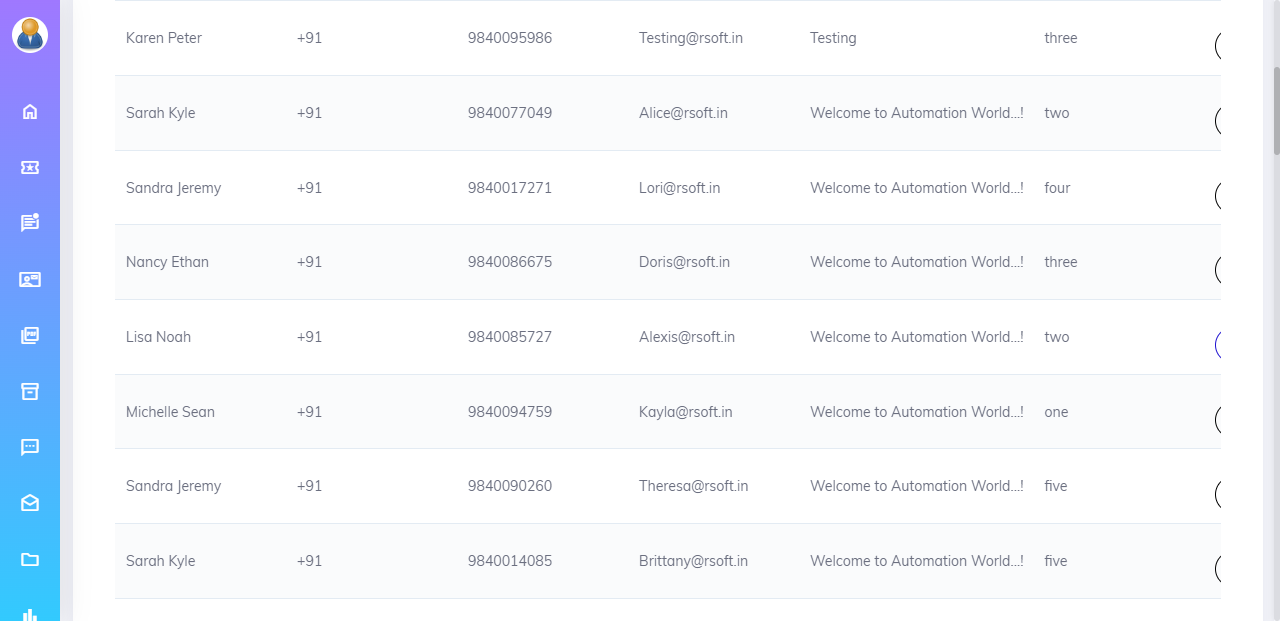 Karen Peter +91 9840095986 Testing@rsoft.in Testing three
Sarah Kyle +91 9840077049 Alice@rsoft.in Welcome to Automation World...! two
Sandra Jeremy +91 9840017271 Lori@rsoft.in Welcome to Automation World...! four
Nancy Ethan +91 9840086675 Doris@rsoft.in Welcome to Automation World...! three
Lisa Noah +91 9840085727 Alexis@rsoft.in Welcome to Automation World...! two
Michelle Sean +91 9840094759 Kayla@rsoft.in Welcome to Automation World...! one
Sandra Jeremy +91 9840090260 Theresa@rsoft.in Welcome to Automation World...! five
Sarah Kyle +91 9840014085 Brittany@rsoft.in Welcome to Automation World...! five